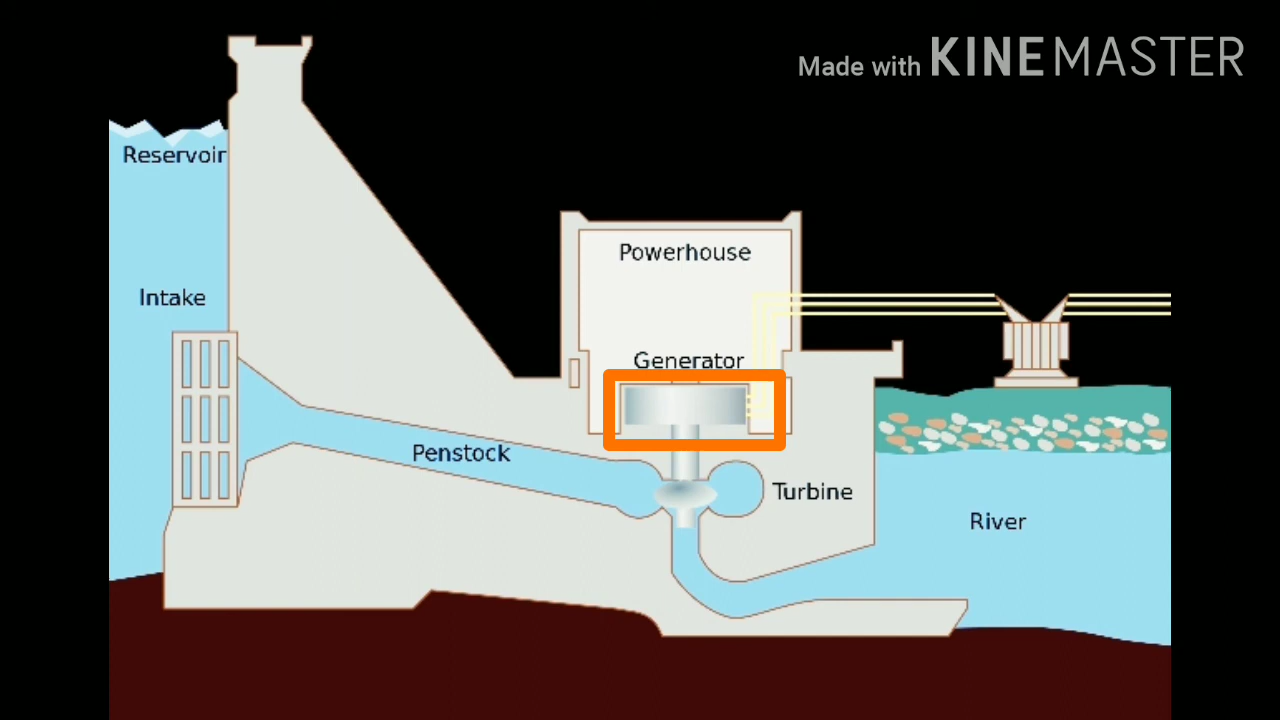 Made with KINEMASTER
Reservoir
Intake
Powerhouse
Generator
Penstock
Turbine
River